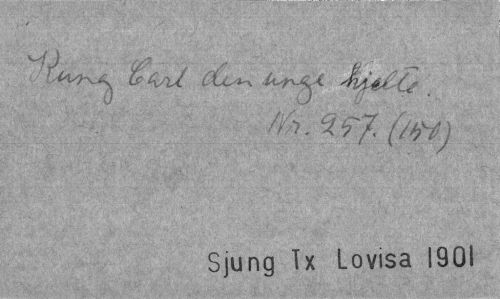 Kung Carl den unge hjelte.
Nr. 257. (150)
Sjung Tx Lovisa 1901